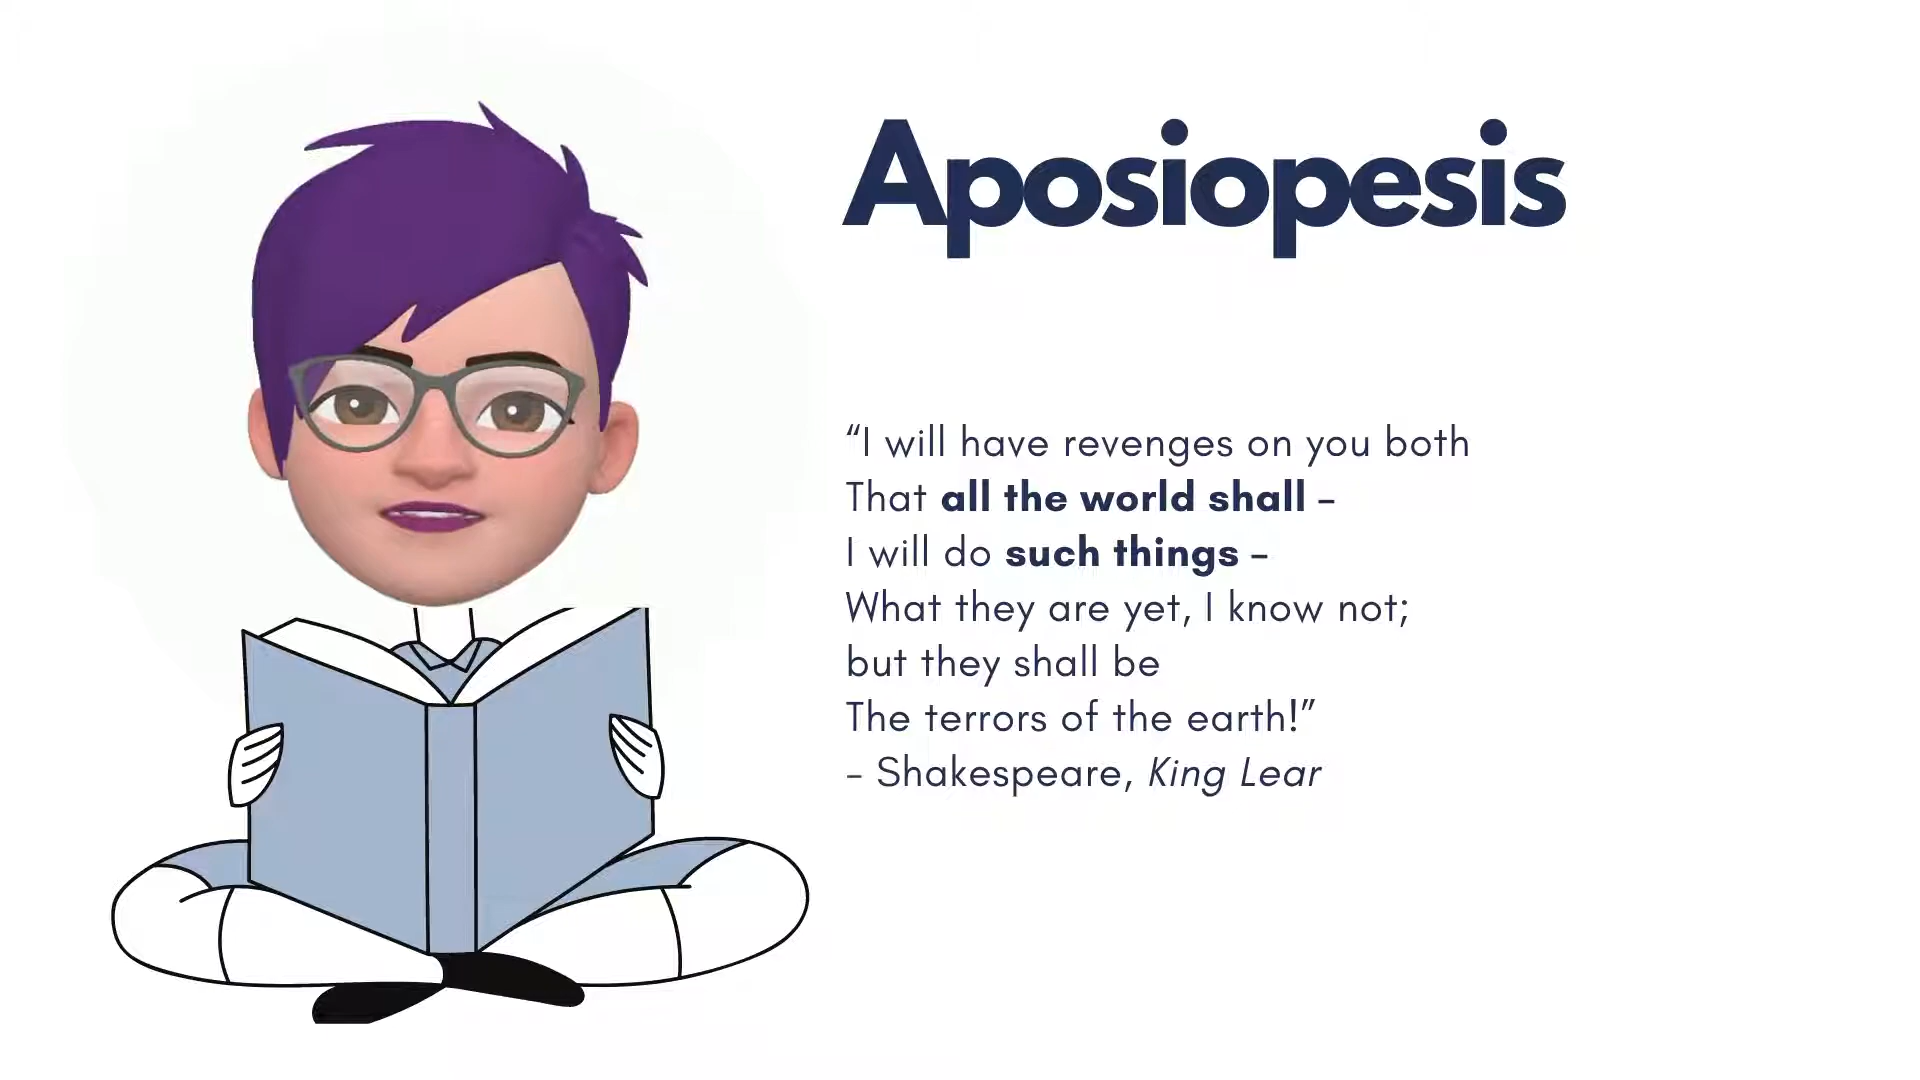 Aposiopesis
“I will have revenges on you both
That all the world shall –
I will do such things –
What they are yet, I know not;
but they shall be
The terrors of the earth!”
– Shakespeare, King Lear